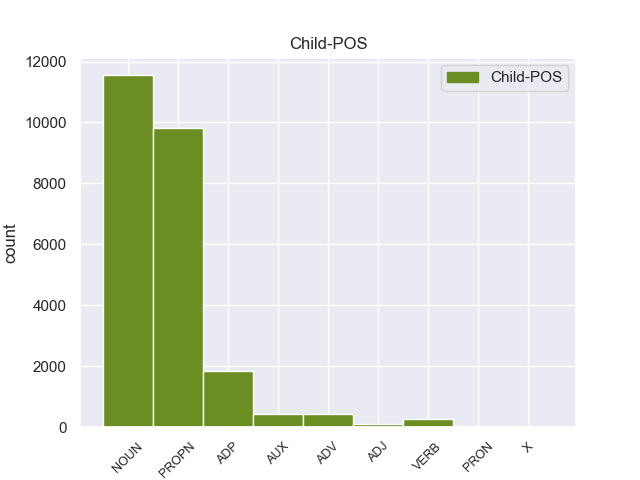 Child-POS
Child-POS
count
12000
10000
8000
6000
4000
2000
0
NOUN
PROPN
ADP
AUX
ADV
ADJ
VERB
PRON
X